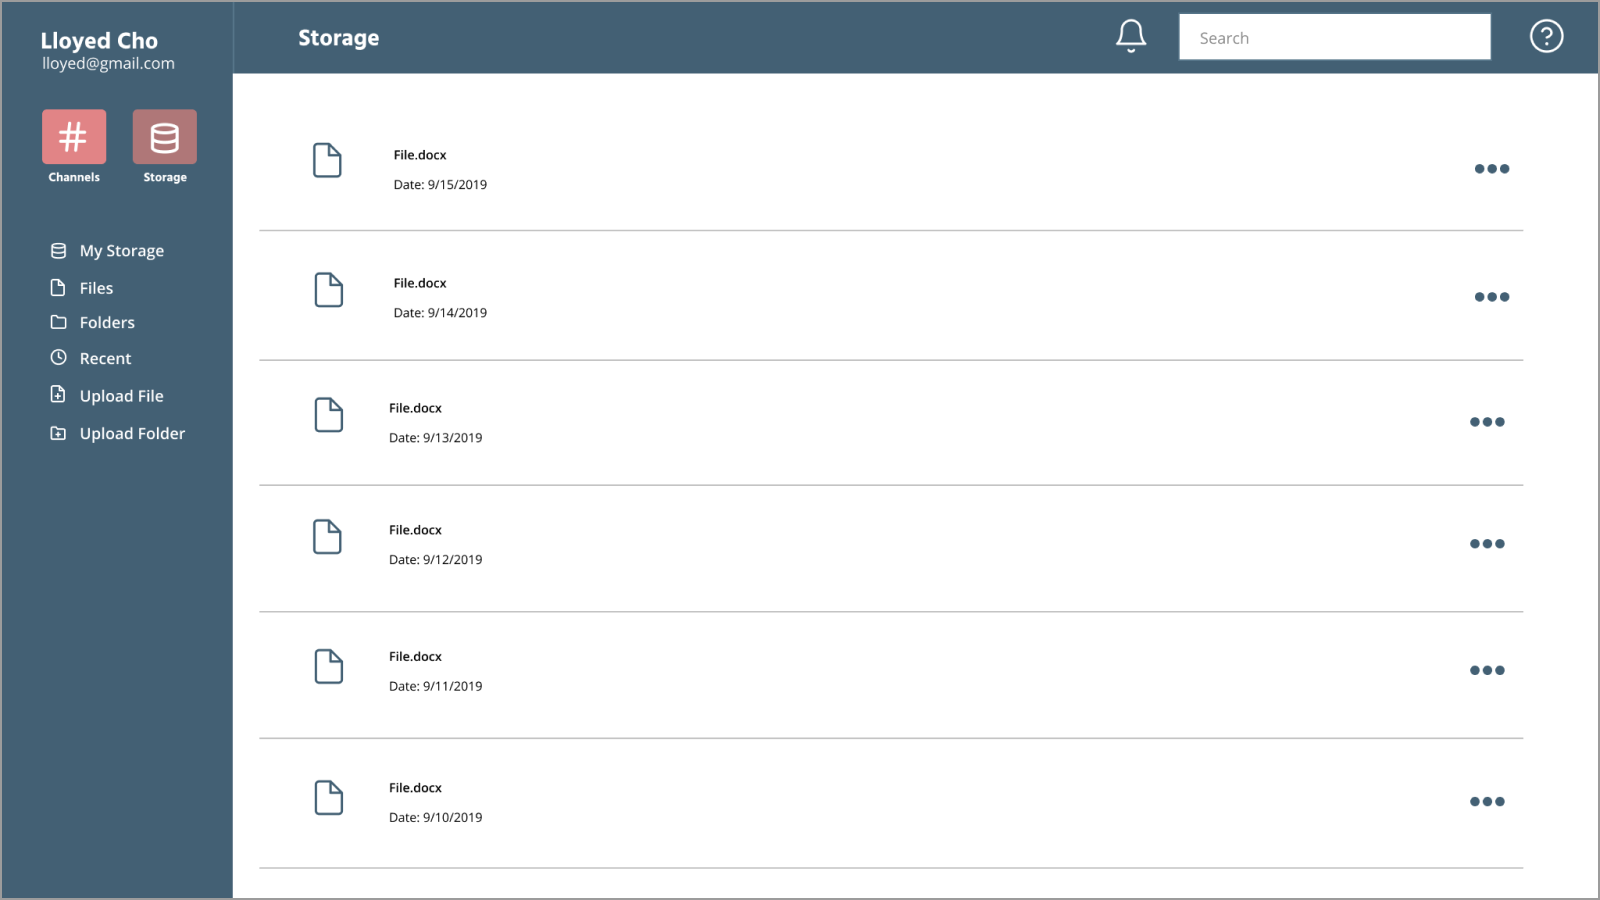 Lloyed Cho
lloyed@gmail.com
Channels
Storage
My Storage
Files
Folders
Recent
Upload File
Upload Folder
Storage
Search
?
File.docx
Date: 9/15/2019
File.docx
Date: 9/14/2019
File.docx
Date: 9/13/2019
File.docx
Date: 9/12/2019
File.docx
Date: 9/11/2019
File.docx
Date: 9/10/2019